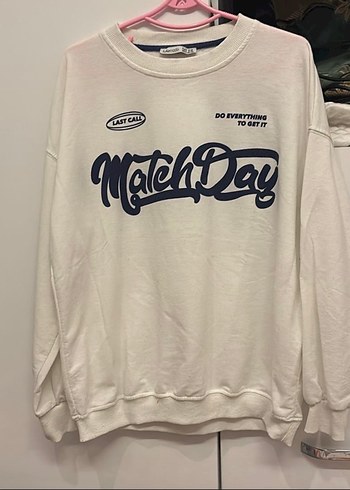 LAST CALL
DO EVERYTHING
TO GET IT
Match Day